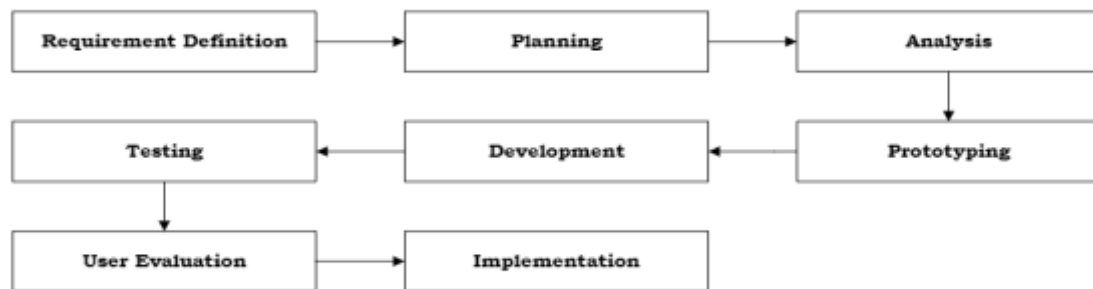 Requirement Definition
Planning
Analysis
Testing
Development
Prototyping
User Evaluation
Implementation